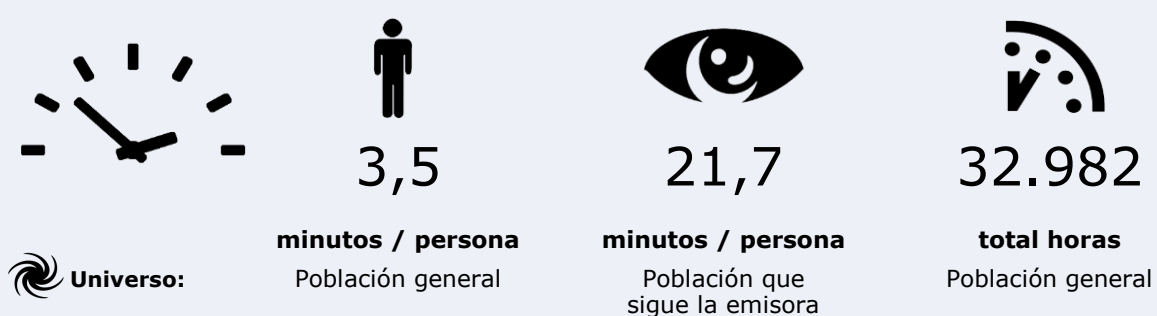 3,5
21,7
32.982
minutos / persona
minutos / persona
total horas
Universo:
Población general
Población que
sigue la emisora
Población general